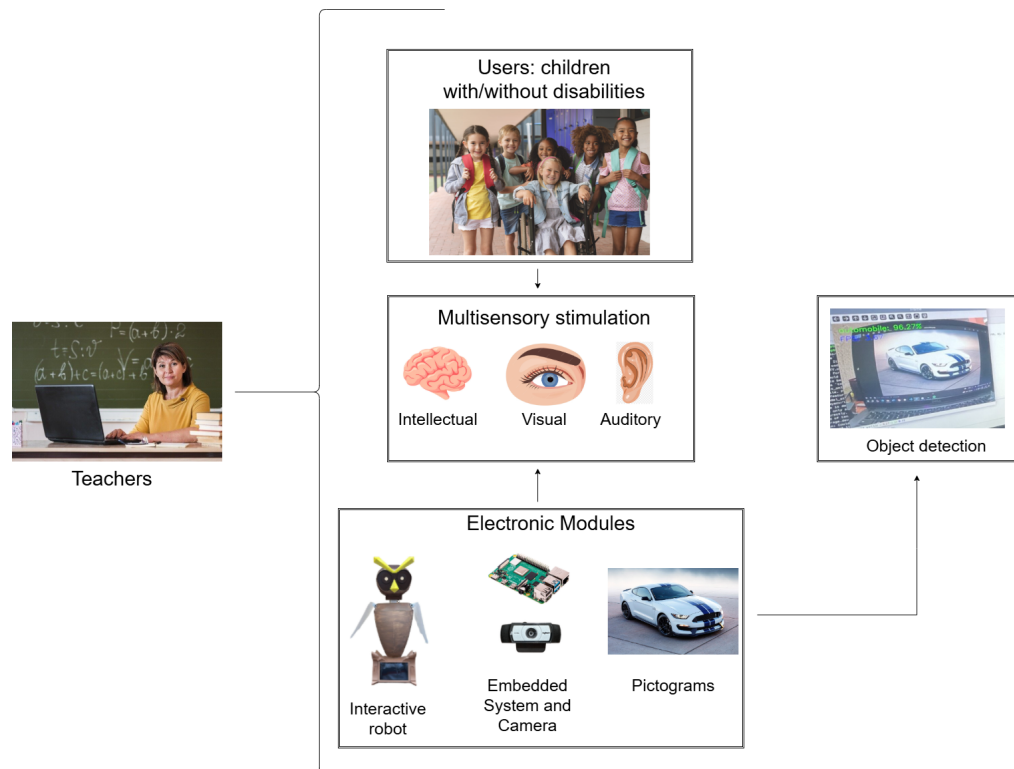 Users: children
with/without disabilities
Multisensory stimulation
Intellectual
Visual
Auditory
Teachers
Object detection
Electronic Modules
Interactive
robot
Embedded
System and
Camera
Pictograms